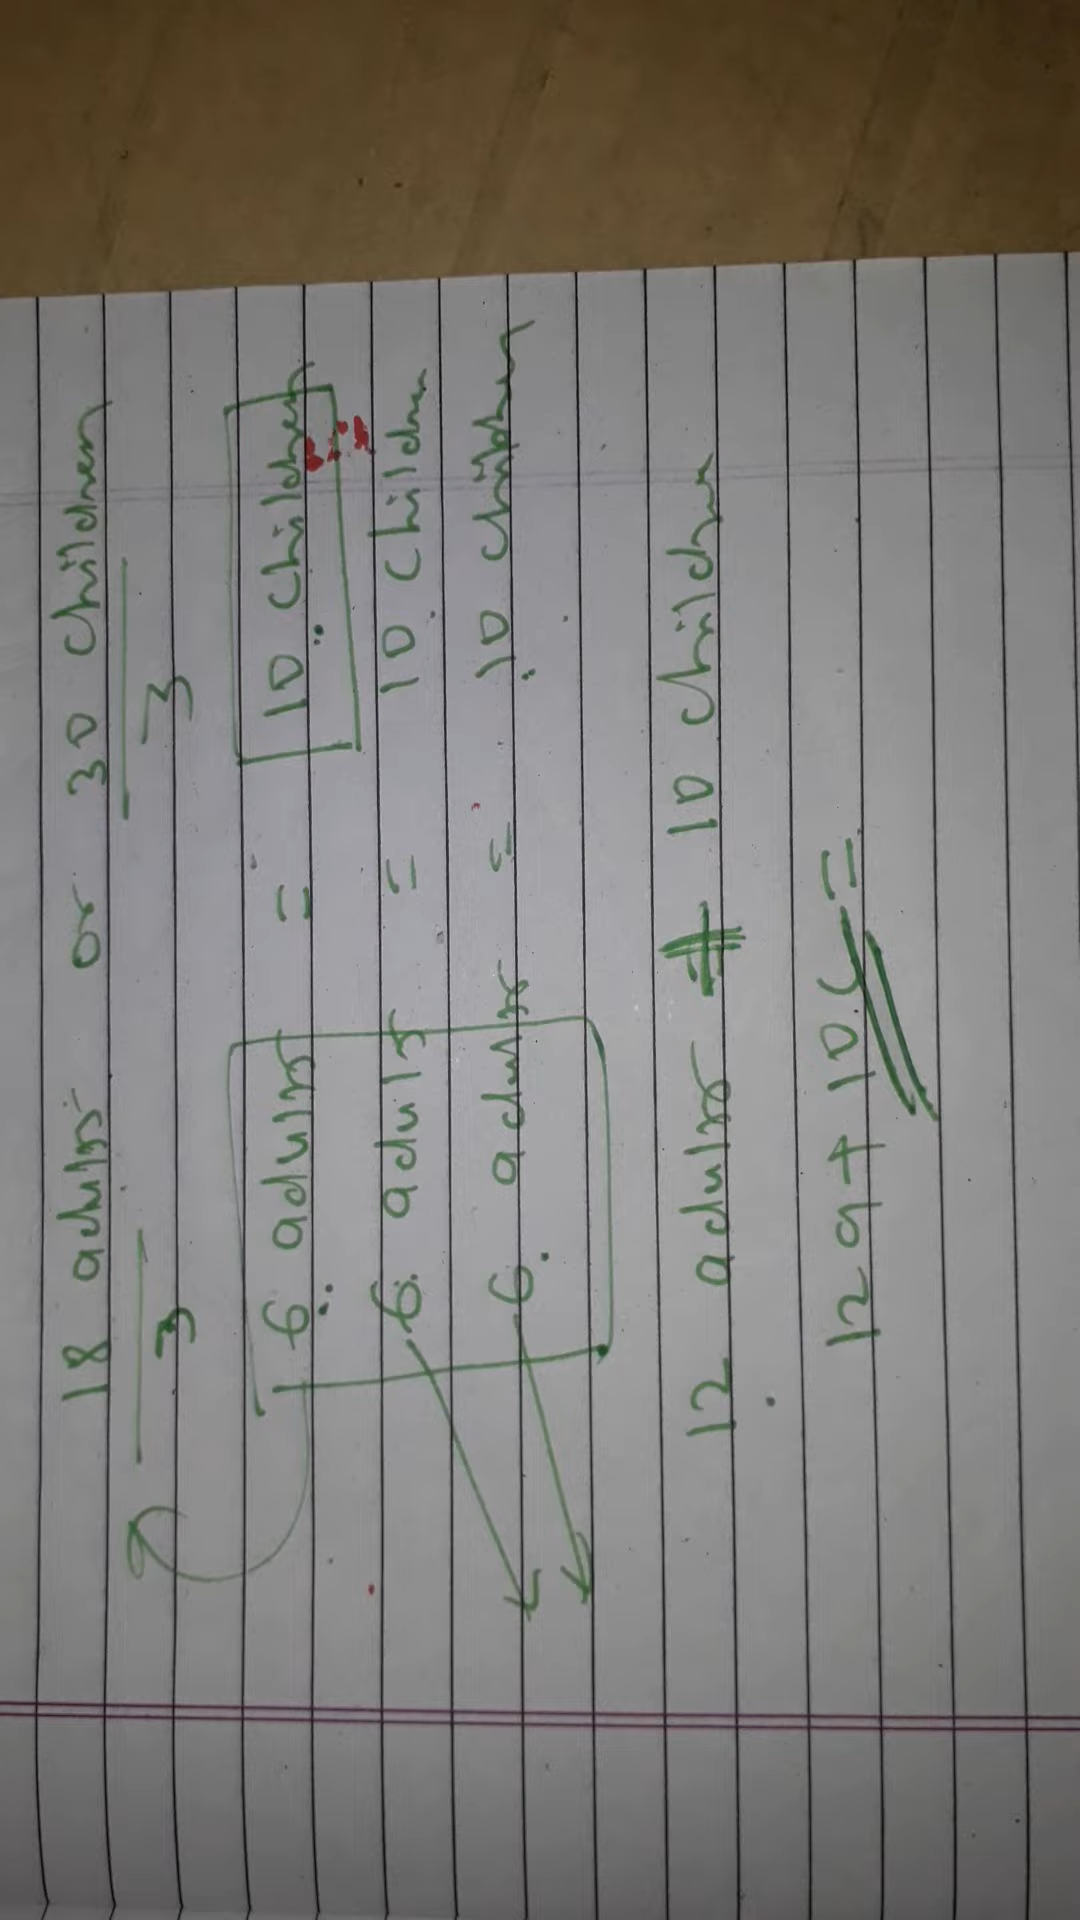 18 adults or 30 Children
3 3
6 adults = 10 Children
6 adults = 10 Children
6 adults = 10 Children
12 adults + 10 Children
12a + 10c =